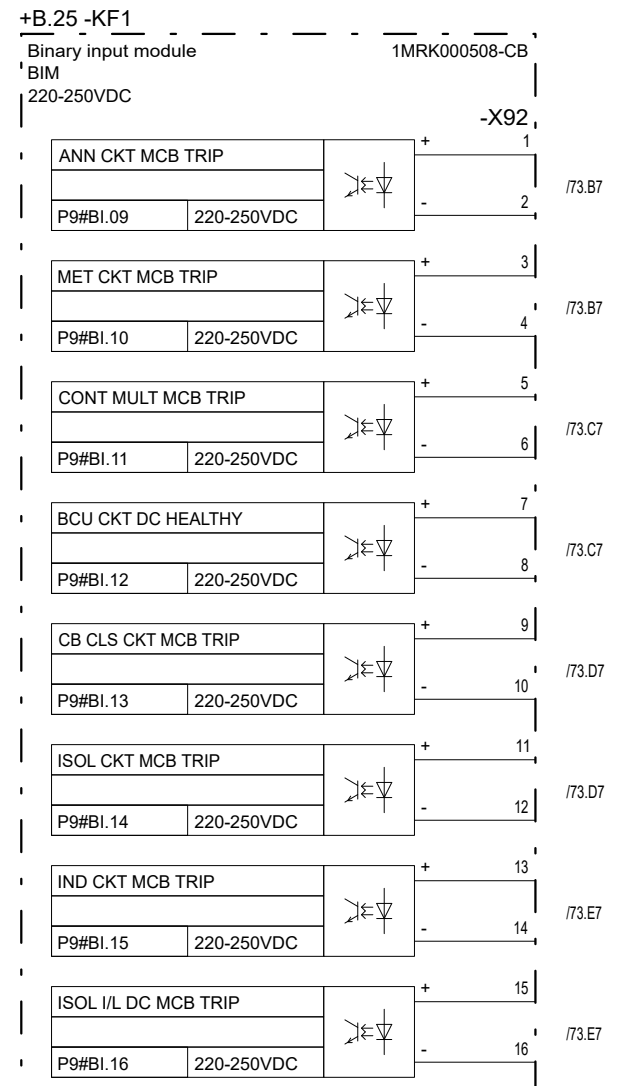 +B.25 -KF1
Binary input module 1MRK000508-CB
BIM
220-250VDC
-X92
+ 1
ANN CKT MCB TRIP
/73.B7
- 2
P9#BI.09 220-250VDC
+ 3
MET CKT MCB TRIP
/73.B7
- 4
P9#BI.10 220-250VDC
+ 5
CONT MULT MCB TRIP
/73.C7
- 6
P9#BI.11 220-250VDC
+ 7
BCU CKT DC HEALTHY
/73.C7
- 8
P9#BI.12 220-250VDC
+ 9
CB CLS CKT MCB TRIP
/73.D7
- 10
P9#BI.13 220-250VDC
+ 11
ISOL CKT MCB TRIP
/73.D7
- 12
P9#BI.14 220-250VDC
+ 13
IND CKT MCB TRIP
/73.E7
- 14
P9#BI.15 220-250VDC
+ 15
ISOL I/L DC MCB TRIP
/73.E7
- 16
P9#BI.16 220-250VDC